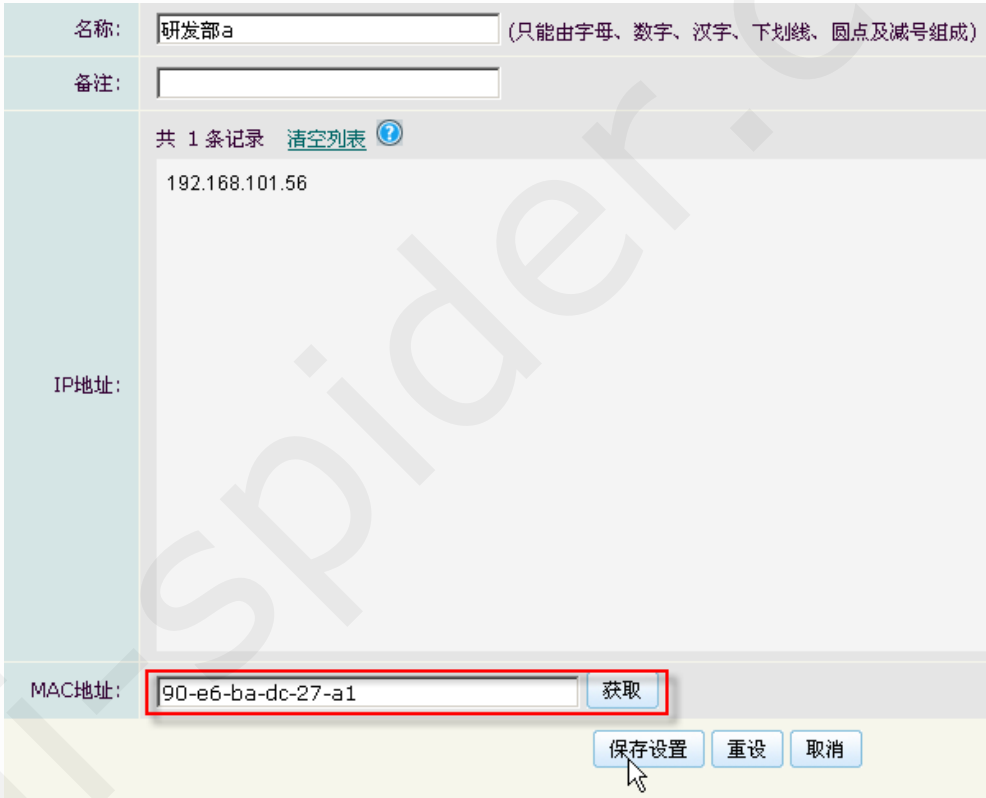 名称: 研发部a (只能由字母、数字、汉字、下划线、圆点及减号组成)
备注:
共 1 条记录 清空列表 ?
192.168.101.56
IP地址:
MAC地址: 90-e6-ba-dc-27-a1 获取
保存设置 重设 取消
i-spider.c